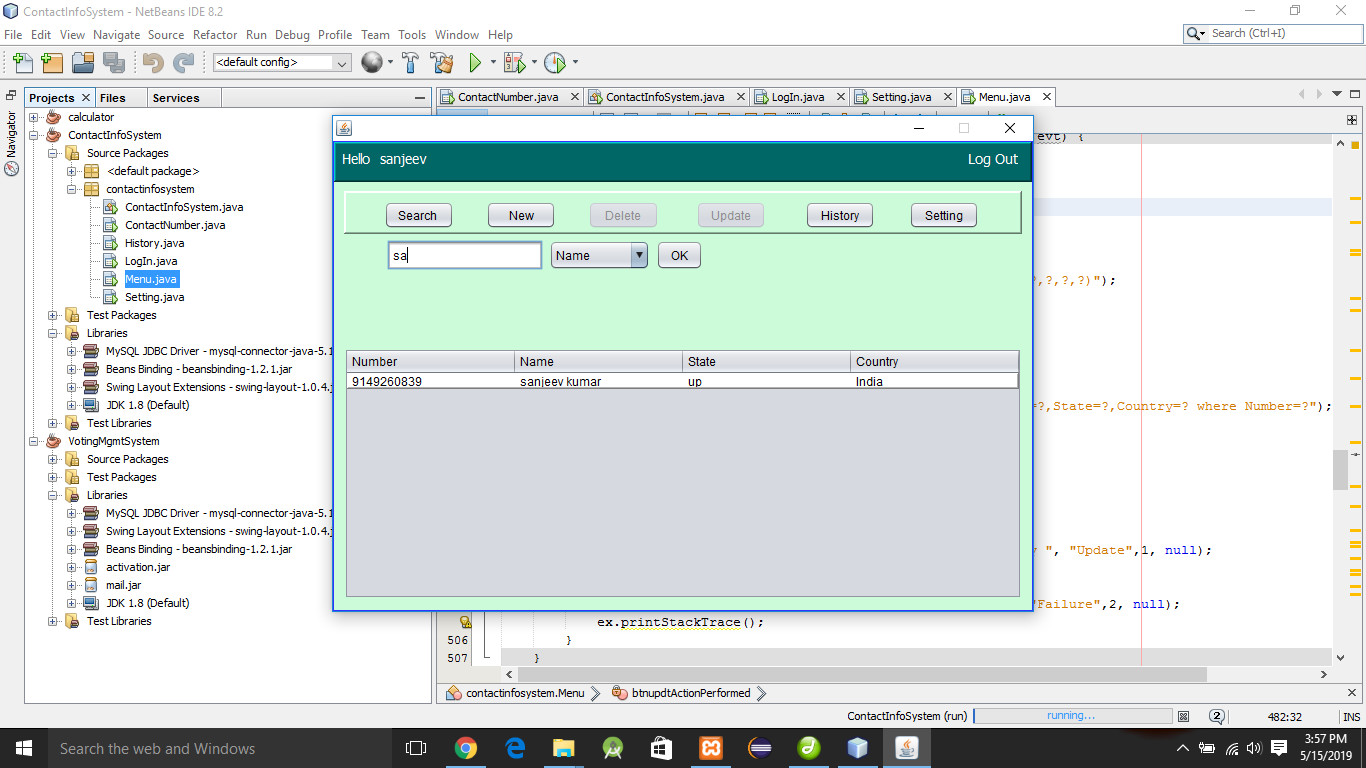 ContactInfoSystem - NetBeans IDE 8.2
File Edit View Navigate Source Refactor Run Debug Profile Team Tools Window Help
Search (Ctrl+I)
<default config>
Projects Files Services
ContactNumber.java ContactInfoSystem.java LogIn.java Setting.java Menu.java
Navigator
calculator
ContactInfoSystem
Source Packages
<default package>
contactinfosystem
ContactInfoSystem.java
ContactNumber.java
History.java
LogIn.java
Menu.java
Setting.java
Test Packages
Libraries
MySQL JDBC Driver - mysql-connector-java-5.1
Beans Binding - beansbinding-1.2.1.jar
Swing Layout Extensions - swing-layout-1.0.4.j
JDK 1.8 (Default)
Test Libraries
VotingMgmtSystem
Source Packages
Test Packages
Libraries
MySQL JDBC Driver - mysql-connector-java-5.1
Swing Layout Extensions - swing-layout-1.0.4.j
Beans Binding - beansbinding-1.2.1.jar
activation.jar
mail.jar
JDK 1.8 (Default)
Test Libraries
Hello sanjeev Log Out
Search New Delete Update History Setting
sa Name OK
Number Name State Country
9149260839 sanjeev kumar up India
evt) {
,?,?,?)");
=?,State=?,Country=? where Number=?");
", "Update",1, null);
"Failure",2, null);
ex.printStackTrace();
506 }
507 }
contactinfosystem.Menu btnupdtActionPerformed
ContactInfoSystem (run) running... 2 482:32 INS
Search the web and Windows
3:57 PM
5/15/2019